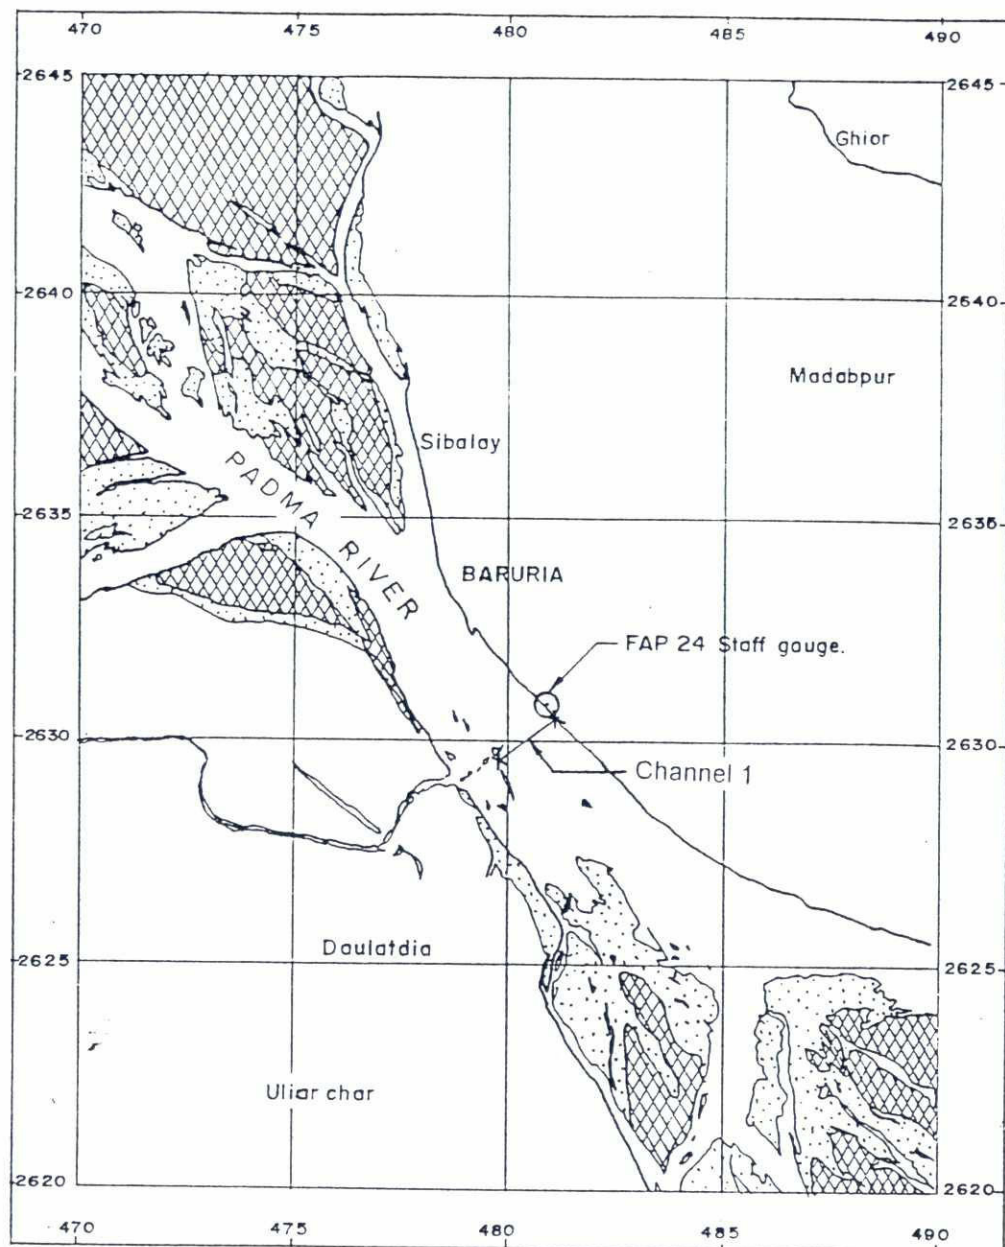 470 475 480 485 490
2645 2645
Ghior
2640 2640
Madabpur
Sibalay
PADMA RIVER
2635 2635
BARURIA
FAP 24 Staff gauge.
2630 2630
Channel 1
Daulatdia
2625 2625
Uliar char
2620 2620
470 475 480 485 490